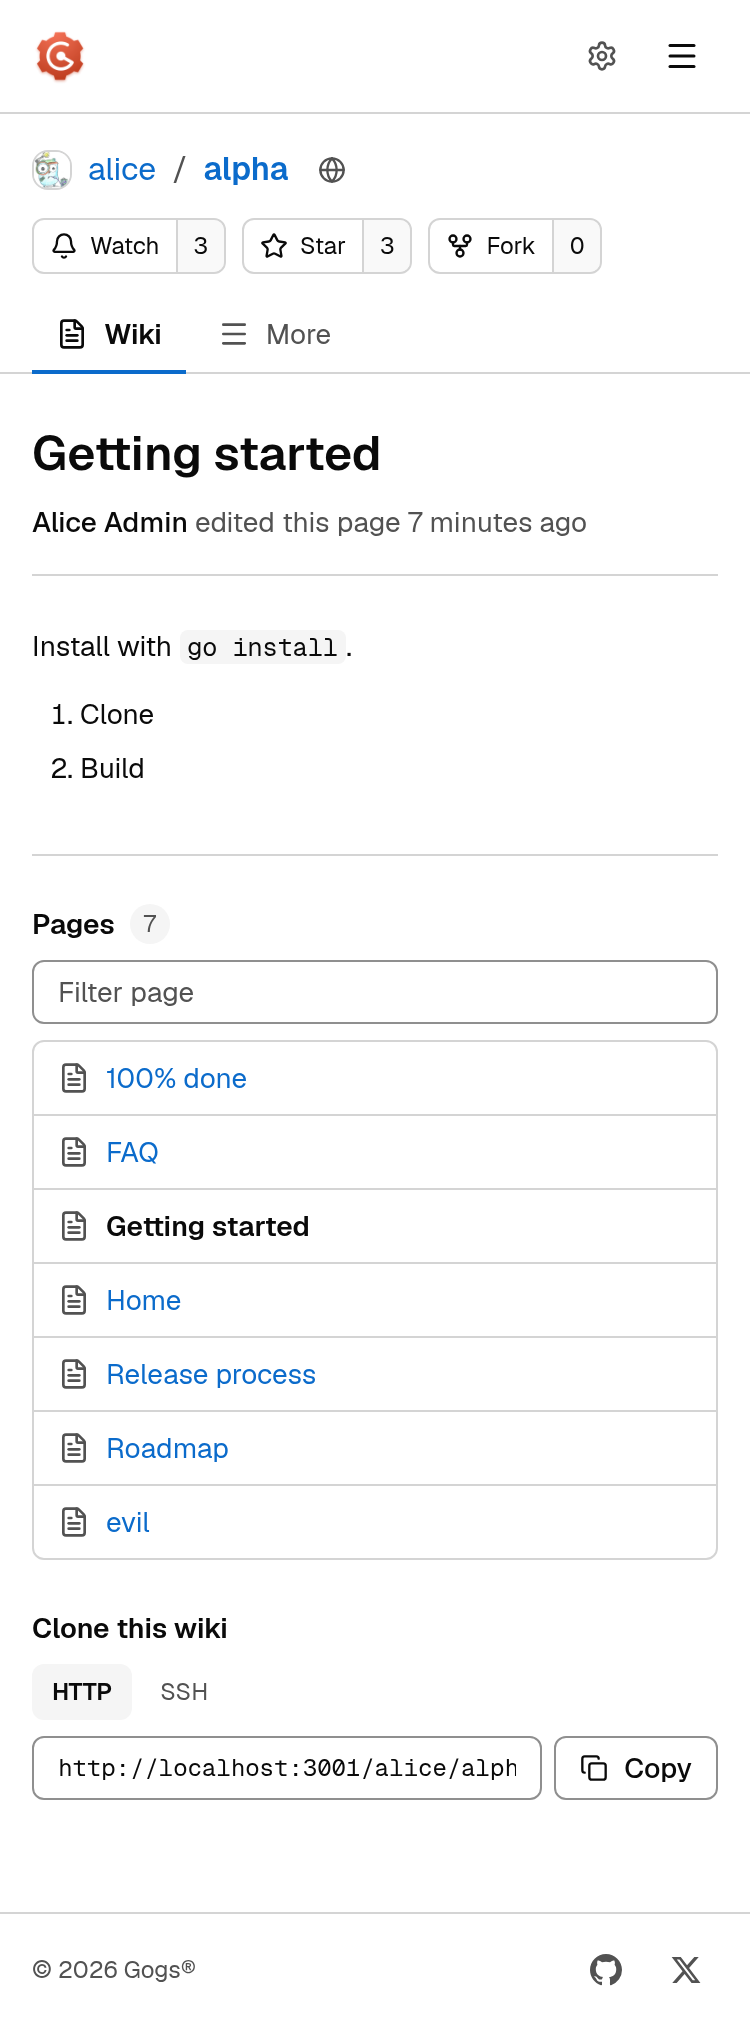 alice / alpha
Watch 3 Star 3 Fork 0
Wiki More
Getting started
Alice Admin edited this page 7 minutes ago
Install with go install.
1. Clone
2. Build
Pages 7
Filter page
100% done
FAQ
Getting started
Home
Release process
Roadmap
evil
Clone this wiki
HTTP SSH
http://localhost:3001/alice/alph Copy
© 2026 Gogs®